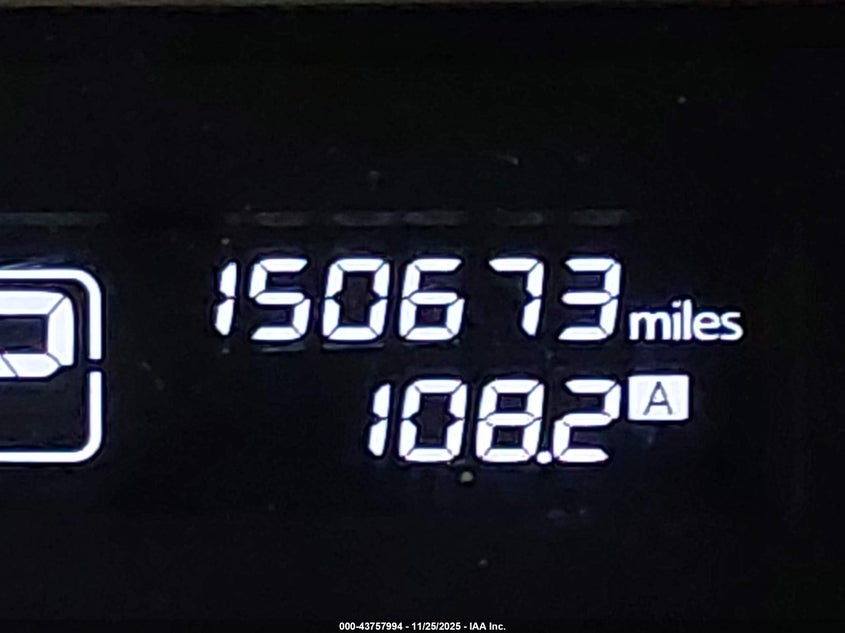 150673 miles
108.2 A
000-43757994 - 11/25/2025 - IAA Inc.